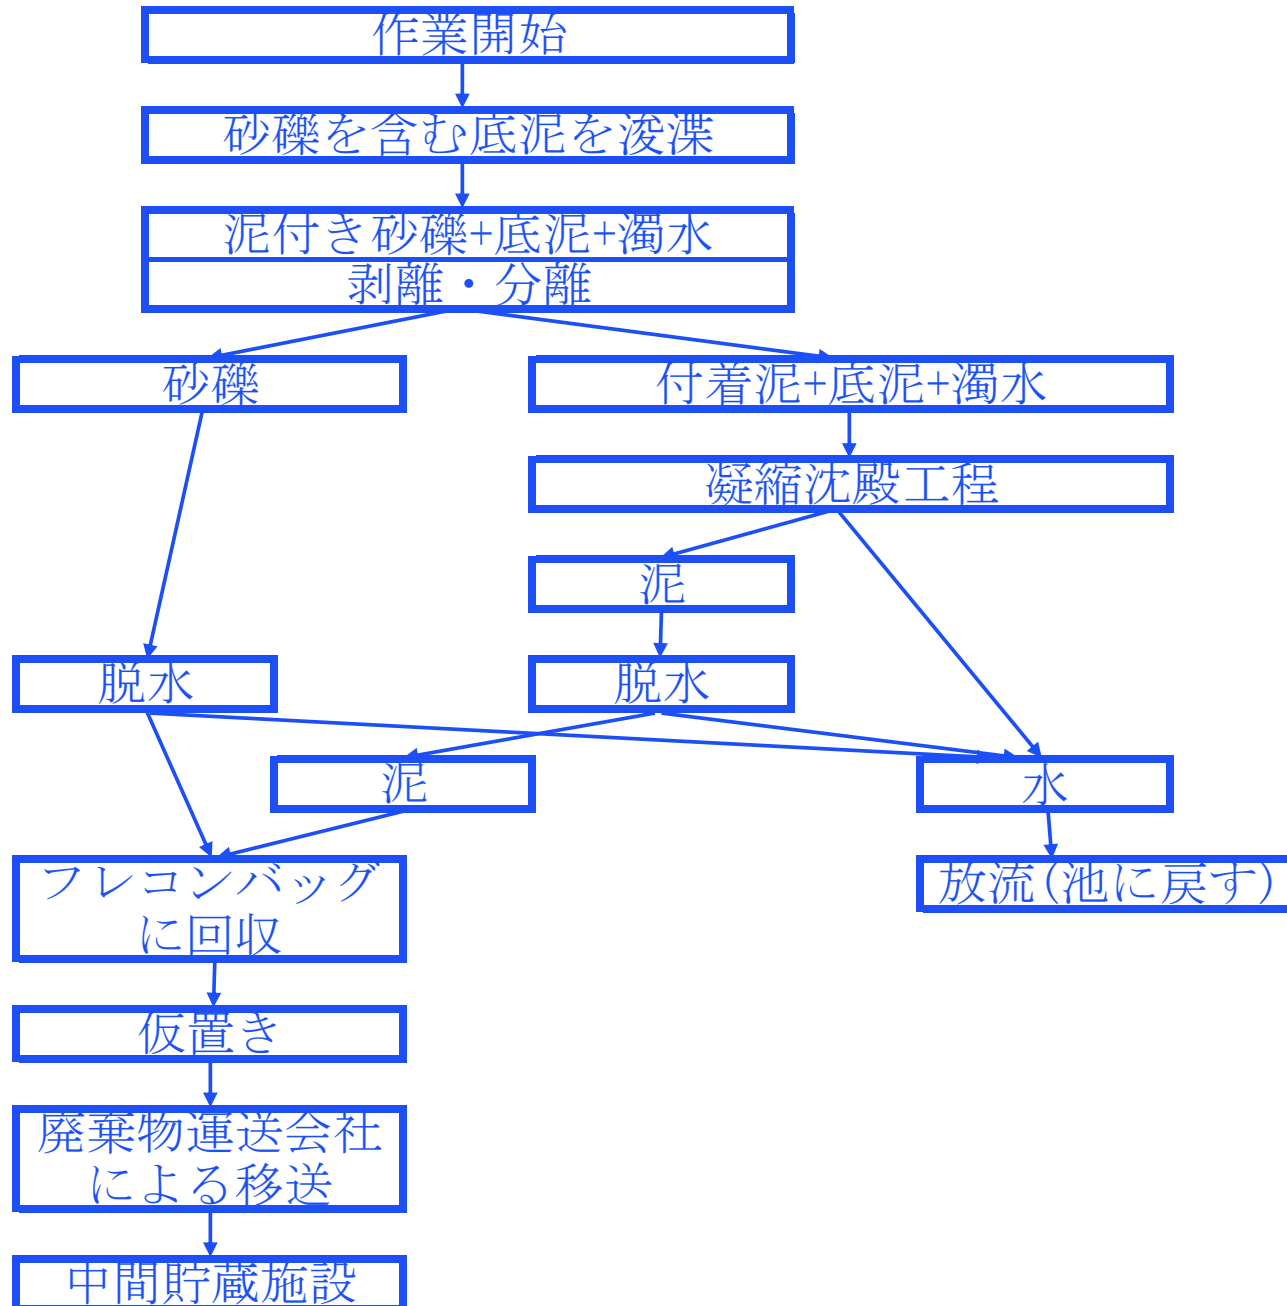 作業開始
砂礫を含む底泥を浚渫
泥付き砂礫+底泥+濁水
剥離・分離
砂礫
付着泥+底泥+濁水
凝縮沈殿工程
泥
脱水
脱水
泥
水
フレコンバッグ
に回収
放流(池に戻す)
仮置き
廃棄物運送会社
による移送
中間貯蔵施設